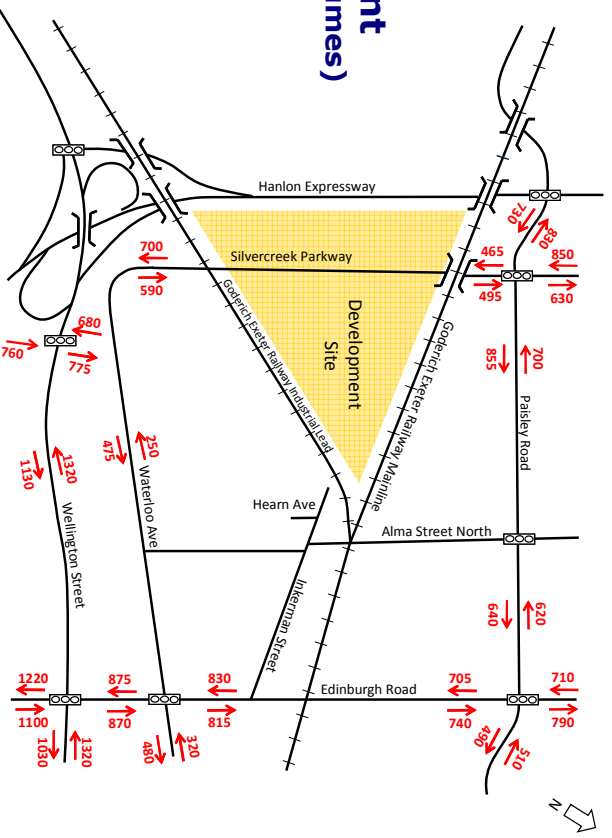 nt
mes)
Hanlon Expressway
730
830
465
850
495
630
700
590
Silvercreek Parkway
Development
Site
Goderich Exeter Railway Industrial Lead
Goderich Exeter Railway Mainline
855
700
Paisley Road
760
680
775
475
250
Waterloo Ave
1130
1320
Wellington Street
Hearn Ave
Alma Street North
Inkerman Street
640
620
1220
1100
875
870
830
815
Edinburgh Road
705
740
710
790
1030
1320
480
320
490
510
N